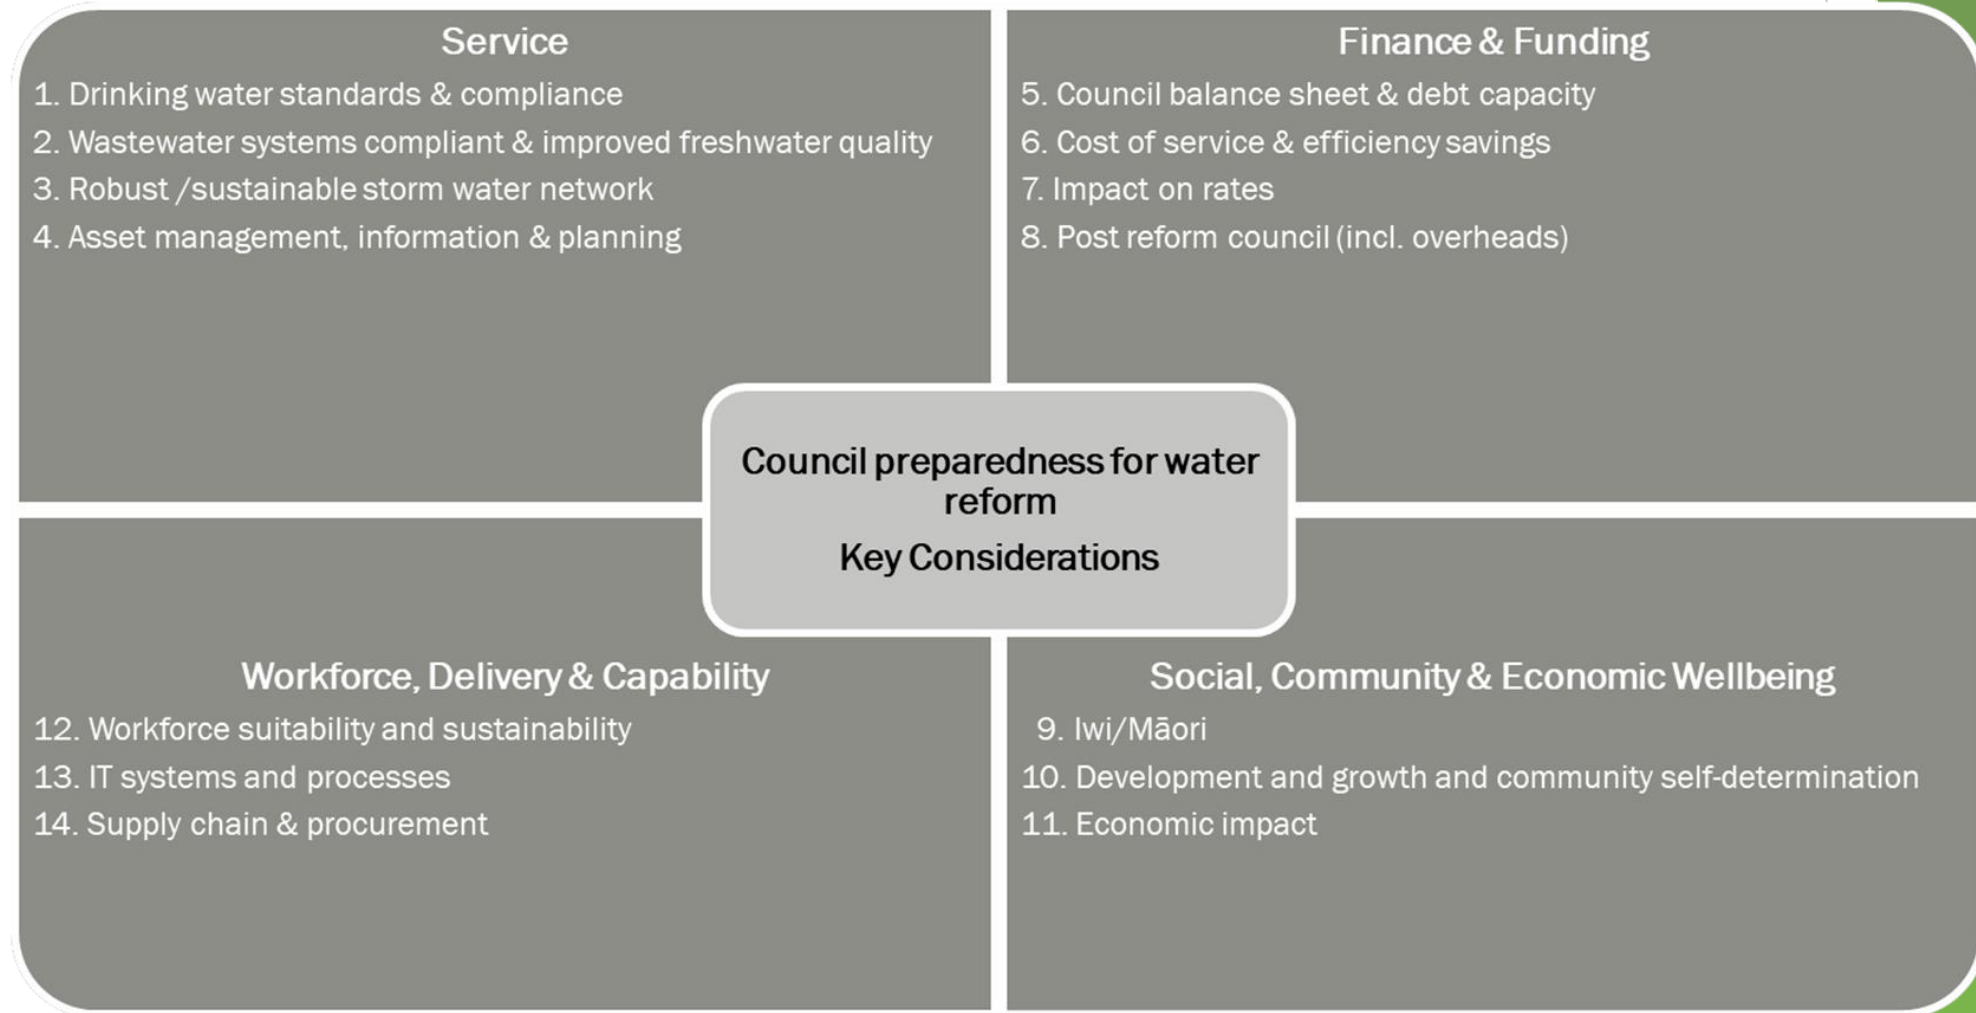 Service
1. Drinking water standards & compliance
2. Wastewater systems compliant & improved freshwater quality
3. Robust /sustainable storm water network
4. Asset management, information & planning
Finance & Funding
5. Council balance sheet & debt capacity
6. Cost of service & efficiency savings
7. Impact on rates
8. Post reform council (incl. overheads)
Council preparedness for water
reform
Key Considerations
Workforce, Delivery & Capability
12. Workforce suitability and sustainability
13. IT systems and processes
14. Supply chain & procurement
Social, Community & Economic Wellbeing
9. Iwi/Māori
10. Development and growth and community self-determination
11. Economic impact